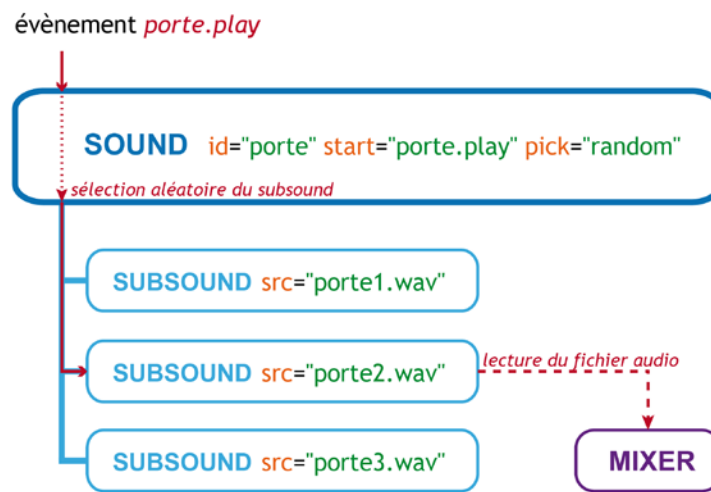 évènement porte.play
SOUND id="porte" start="porte.play" pick="random"
sélection aléatoire du subsound
SUBSOUND src="porte1.wav"
SUBSOUND src="porte2.wav"
lecture du fichier audio
SUBSOUND src="porte3.wav"
MIXER